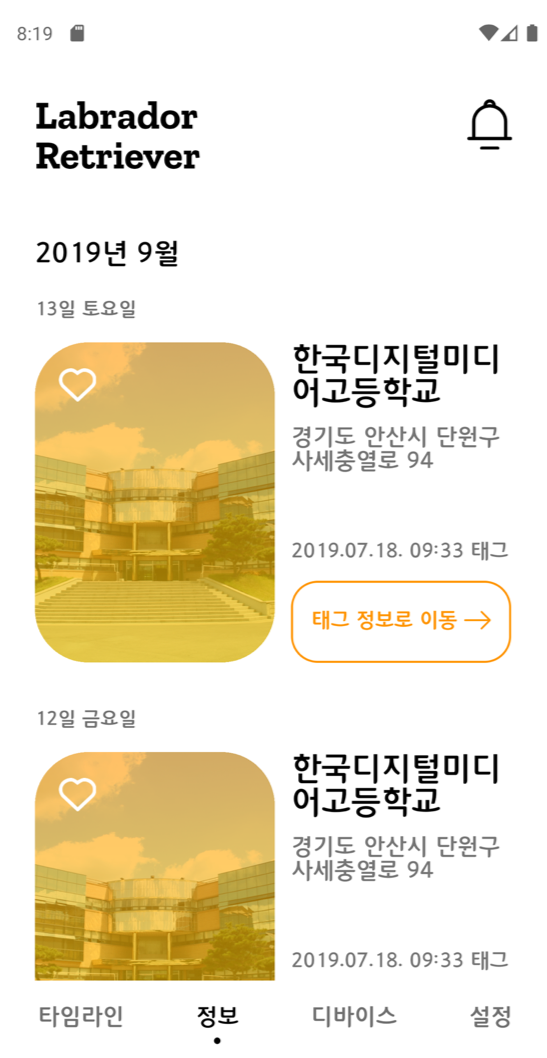 8:19
Labrador
Retriever
2019년 9월
13일 토요일
한국디지털미디
어고등학교
경기도 안산시 단원구
사세충열로 94
2019.07.18. 09:33 태그
태그 정보로 이동 →
12일 금요일
한국디지털미디
어고등학교
경기도 안산시 단원구
사세충열로 94
2019.07.18. 09:33 태그
타임라인 정보 디바이스 설정